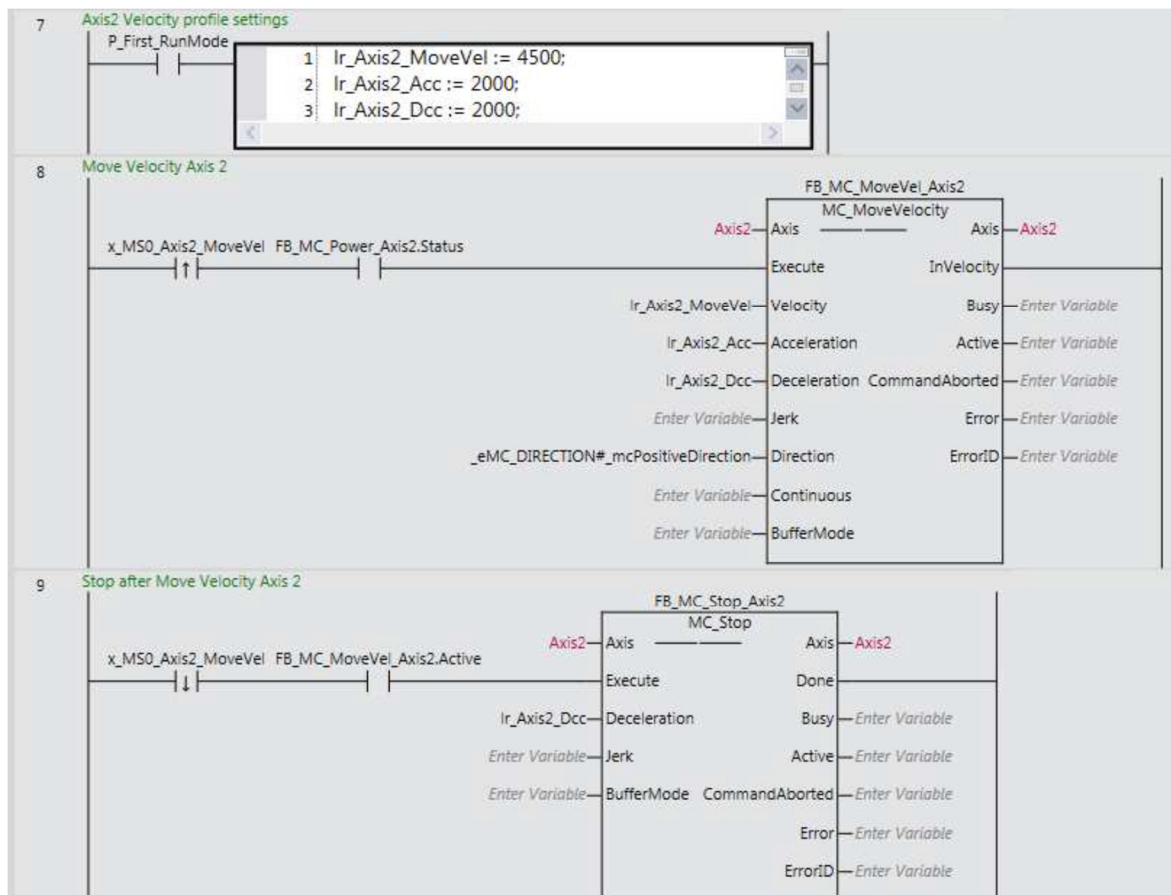 7 Axis2 Velocity profile settings
P_First_RunMode
1 lr_Axis2_MoveVel := 4500;
2 lr_Axis2_Acc := 2000;
3 lr_Axis2_Dcc := 2000;
8 Move Velocity Axis 2
FB_MC_MoveVel_Axis2
MC_MoveVelocity
Axis2 Axis Axis Axis2
x_MS0_Axis2_MoveVel FB_MC_Power_Axis2.Status
Execute InVelocity
lr_Axis2_MoveVel Velocity Busy Enter Variable
lr_Axis2_Acc Acceleration Active Enter Variable
lr_Axis2_Dcc Deceleration CommandAborted Enter Variable
Enter Variable Jerk Error Enter Variable
_eMC_DIRECTION#_mcPositiveDirection Direction ErrorID Enter Variable
Enter Variable Continuous
Enter Variable BufferMode
9 Stop after Move Velocity Axis 2
FB_MC_Stop_Axis2
MC_Stop
Axis2 Axis Axis Axis2
x_MS0_Axis2_MoveVel FB_MC_MoveVel_Axis2.Active
Execute Done
lr_Axis2_Dcc Deceleration Busy Enter Variable
Enter Variable Jerk Active Enter Variable
Enter Variable BufferMode CommandAborted Enter Variable
Error Enter Variable
ErrorID Enter Variable